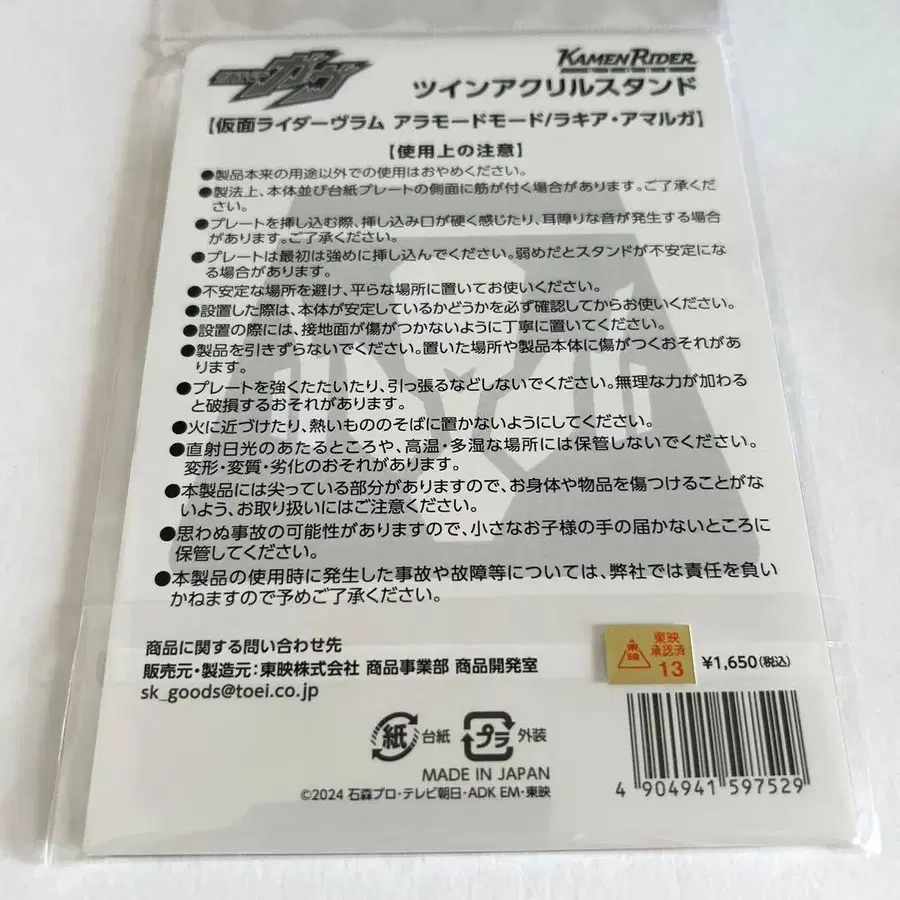 仮面ライダーガヴ
KAMEN RIDER
STORE
ツインアクリルスタンド
【仮面ライダーヴラム アラモードモード/ラキア・アマルガ】
【使用上の注意】
●製品本来の用途以外での使用はおやめください。
●製法上、本体並び台紙プレートの側面に筋が付く場合があります。ご了承くだ
さい。
●プレートを挿し込む際、挿し込み口が硬く感じたり、耳障りな音が発生する場合
があります。ご了承ください。
●プレートは最初は強めに挿し込んでください。弱めだとスタンドが不安定にな
る場合があります。
●不安定な場所を避け、平らな場所に置いてお使いください。
●設置した際は、本体が安定しているかどうかを必ず確認してからお使いください。
●設置の際には、接地面が傷がつかないように丁寧に置いてください。
●製品を引きずらないでください。置いた場所や製品本体に傷がつくおそれがあ
ります。
●プレートを強くたたいたり、引っ張るなどしないでください。無理な力が加わる
と破損するおそれがあります。
●火に近づけたり、熱いもののそばに置かないようにしてください。
●直射日光のあたるところや、高温・多湿な場所には保管しないでください。
変形・変質・劣化のおそれがあります。
●本製品には尖っている部分がありますので、お身体や物品を傷つけることがな
いよう、お取り扱いにはご注意ください。
●思わぬ事故の可能性がありますので、小さなお子様の手の届かないところに
保管してください。
●本製品の使用時に発生した事故や故障等については、弊社では責任を負い
かねますので予めご了承ください。
商品に関する問い合わせ先
販売元・製造元:東映株式会社 商品事業部 商品開発室
sk_goods@toei.co.jp
東映
東映
承認済
13
¥1,650(税込)
紙 台紙 プラ 外装
MADE IN JAPAN
©2024 石森プロ・テレビ朝日・ADK EM・東映
4 904941 597529